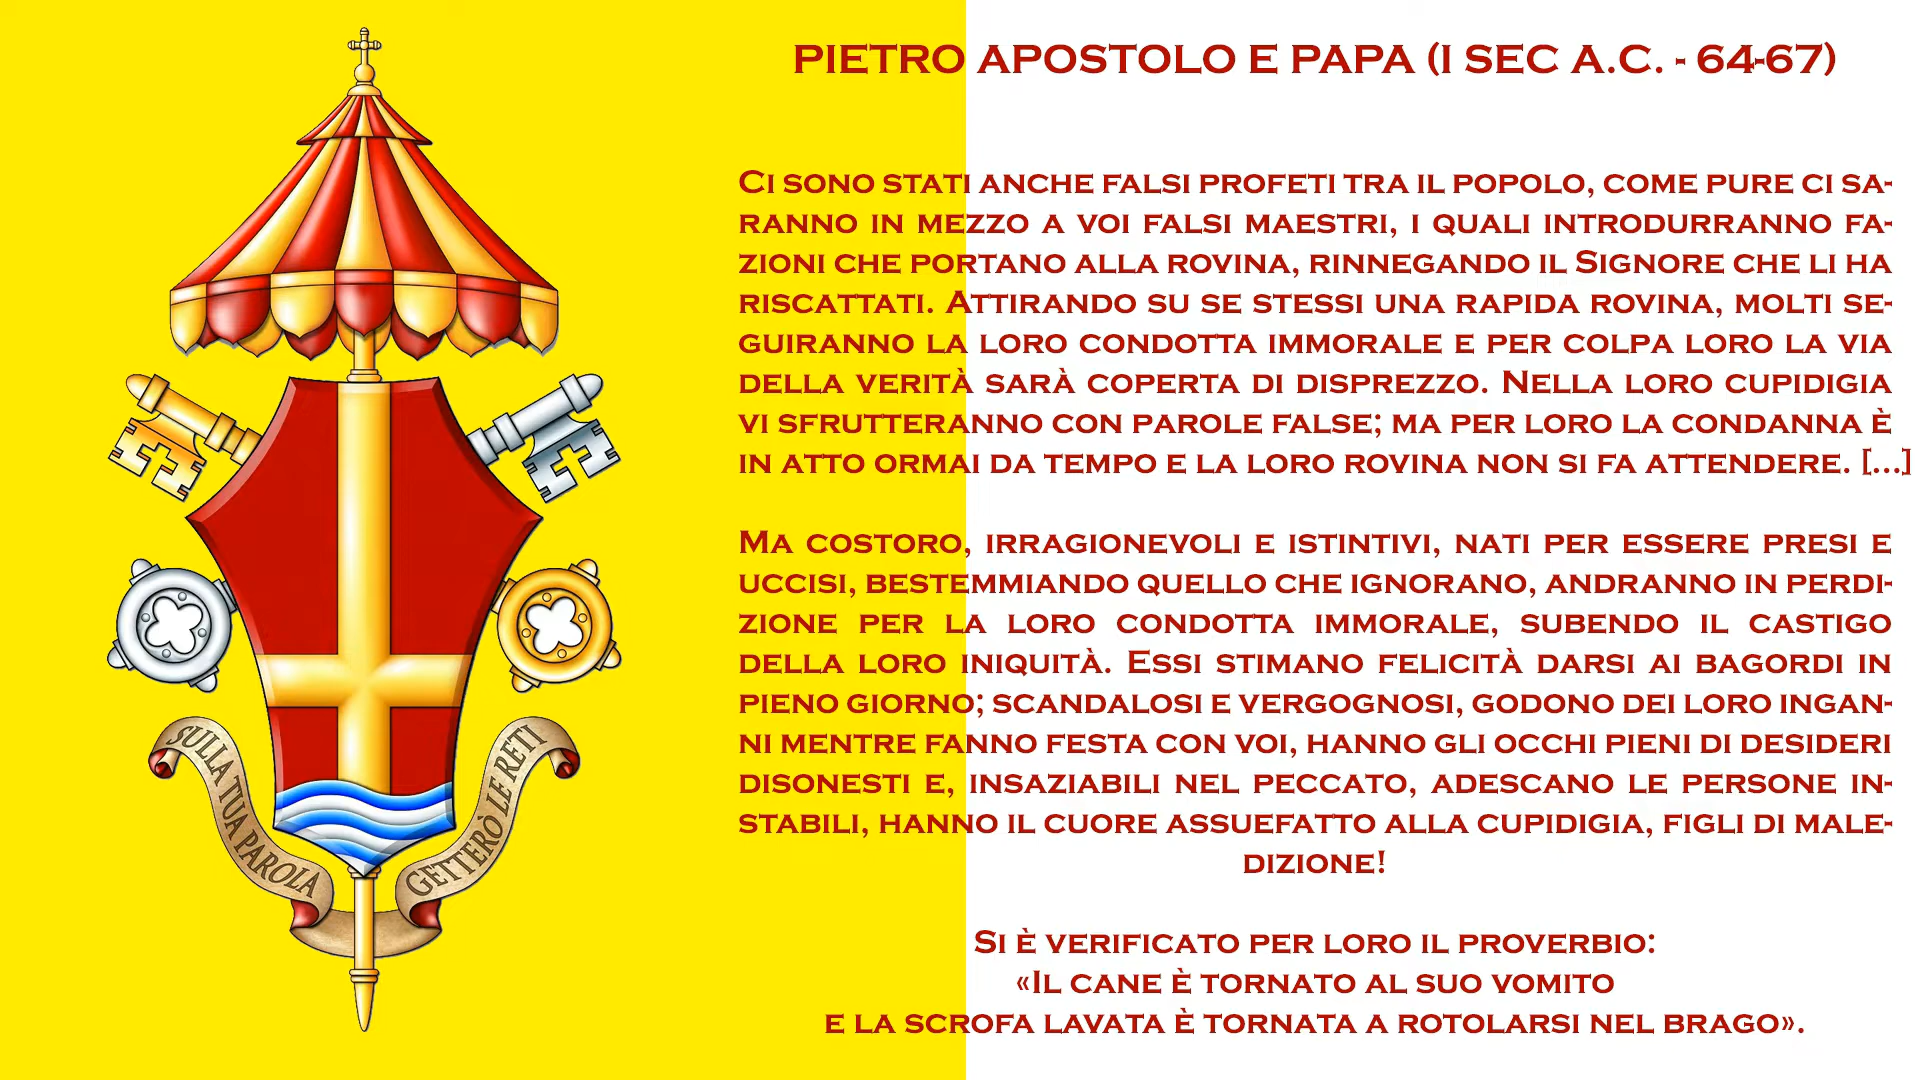 PIETRO APOSTOLO E PAPA (I SEC A.C. - 64-67)
CI SONO STATI ANCHE FALSI PROFETI TRA IL POPOLO, COME PURE CI SA-
RANNO IN MEZZO A VOI FALSI MAESTRI, I QUALI INTRODURRANNO FA-
ZIONI CHE PORTANO ALLA ROVINA, RINNEGANDO IL SIGNORE CHE LI HA
RISCATTATI. ATTIRANDO SU SE STESSI UNA RAPIDA ROVINA, MOLTI SE-
GUIRANNO LA LORO CONDOTTA IMMORALE E PER COLPA LORO LA VIA
DELLA VERITÀ SARÀ COPERTA DI DISPREZZO. NELLA LORO CUPIDIGIA
VI SFRUTTERANNO CON PAROLE FALSE; MA PER LORO LA CONDANNA È
IN ATTO ORMAI DA TEMPO E LA LORO ROVINA NON SI FA ATTENDERE. [...]
MA COSTORO, IRRAGIONEVOLI E ISTINTIVI, NATI PER ESSERE PRESI E
UCCISI, BESTEMMIANDO QUELLO CHE IGNORANO, ANDRANNO IN PERDI-
ZIONE PER LA LORO CONDOTTA IMMORALE, SUBENDO IL CASTIGO
DELLA LORO INIQUITÀ. ESSI STIMANO FELICITÀ DARSI AI BAGORDI IN
PIENO GIORNO; SCANDALOSI E VERGOGNOSI, GODONO DEI LORO INGAN-
NI MENTRE FANNO FESTA CON VOI, HANNO GLI OCCHI PIENI DI DESIDERI
DISONESTI E, INSAZIABILI NEL PECCATO, ADESCANO LE PERSONE IN-
STABILI, HANNO IL CUORE ASSUEFATTO ALLA CUPIDIGIA, FIGLI DI MALE-
DIZIONE!
SI È VERIFICATO PER LORO IL PROVERBIO:
«IL CANE È TORNATO AL SUO VOMITO
E LA SCROFA LAVATA È TORNATA A ROTOLARSI NEL BRAGO».
SULLA TUA PAROLA
GETTERÒ LE RETI